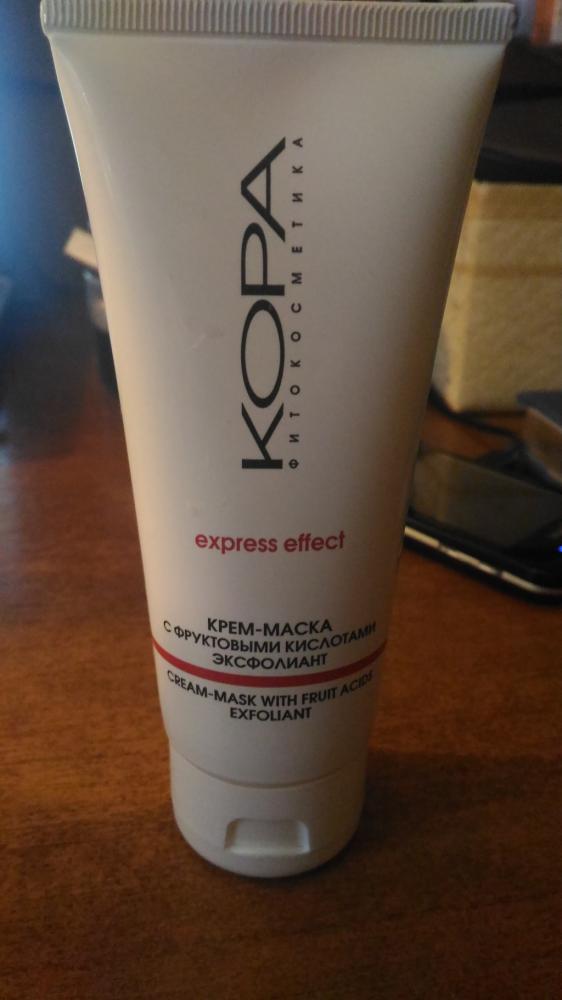 КОРА
ФИТОКОСМЕТИКА
express effect
КРЕМ-МАСКА
С ФРУКТОВЫМИ КИСЛОТАМИ
ЭКСФОЛИАНТ
CREAM-MASK WITH FRUIT ACIDS
EXFOLIANT